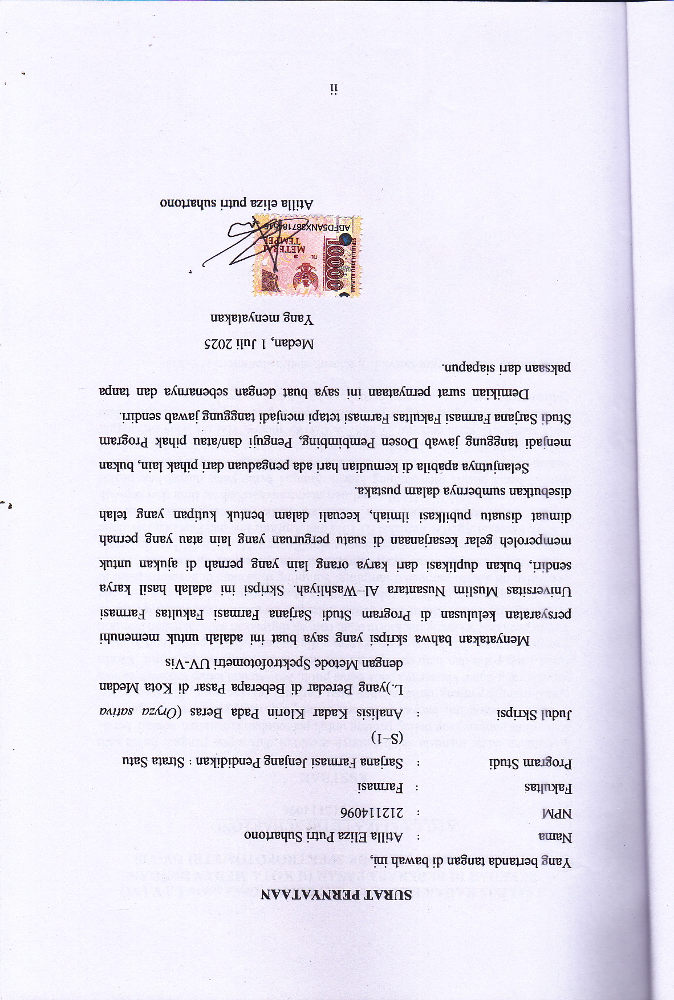 SURAT PERNYATAAN
Yang bertanda tangan di bawah ini,
Nama : Atilla Eliza Putri Suhartono
NPM : 212114096
Fakultas : Farmasi
Program Studi : Sarjana Farmasi Jenjang Pendidikan : Strata Satu
(S–1)
Judul Skripsi : Analisis Kadar Klorin Pada Beras (Oryza sativa
L.)yang Beredar di Beberapa Pasar di Kota Medan
dengan Metode Spektrofotometri UV-Vis
Menyatakan bahwa skripsi yang saya buat ini adalah untuk memenuhi
persyaratan kelulusan di Program Studi Sarjana Farmasi Fakultas Farmasi
Universitas Muslim Nusantara Al–Washliyah. Skripsi ini adalah hasil karya
sendiri, bukan duplikasi dari karya orang lain yang pernah di ajukan untuk
memperoleh gelar kesarjanaan di suatu perguruan yang lain atau yang pernah
dimuat disuatu publikasi ilmiah, kecuali dalam bentuk kutipan yang telah
disebutkan sumbernya dalam pustaka.
Selanjutnya apabila di kemudian hari ada pengaduan dari pihak lain, bukan
menjadi tanggung jawab Dosen Pembimbing, Penguji dan/atau pihak Program
Studi Sarjana Farmasi Fakultas Farmasi tetapi menjadi tanggung jawab sendiri.
Demikian surat pernyataan ini saya buat dengan sebenarnya dan tanpa
paksaan dari siapapun.
Medan, 1 Juli 2025
Yang menyatakan
SEPULUH RIBU RUPIAH
10000
TGL. 20
METERAI
TEMPEL
Atilla eliza putri suhartono
ii